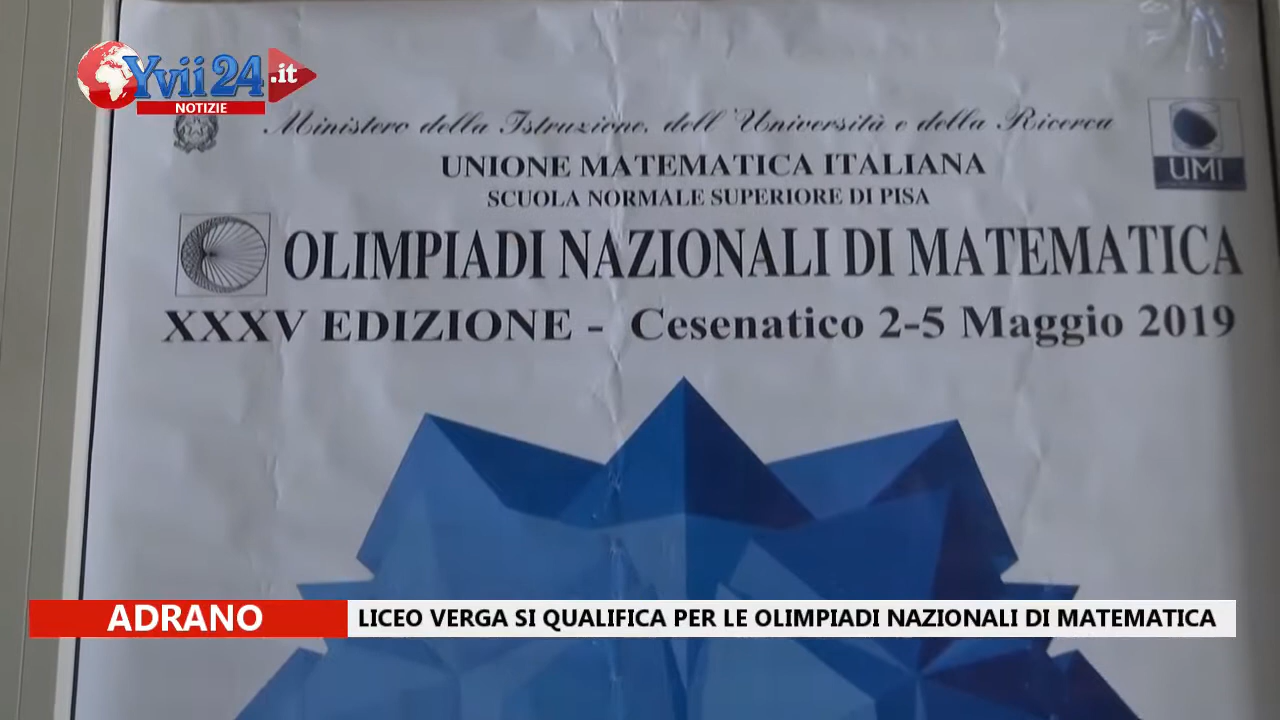 Yvii24.it
NOTIZIE
Ministero della Istruzione, dell'Università e della Ricerca
UNIONE MATEMATICA ITALIANA
UMI
SCUOLA NORMALE SUPERIORE DI PISA
OLIMPIADI NAZIONALI DI MATEMATICA
XXXV EDIZIONE - Cesenatico 2-5 Maggio 2019
ADRANO
LICEO VERGA SI QUALIFICA PER LE OLIMPIADI NAZIONALI DI MATEMATICA